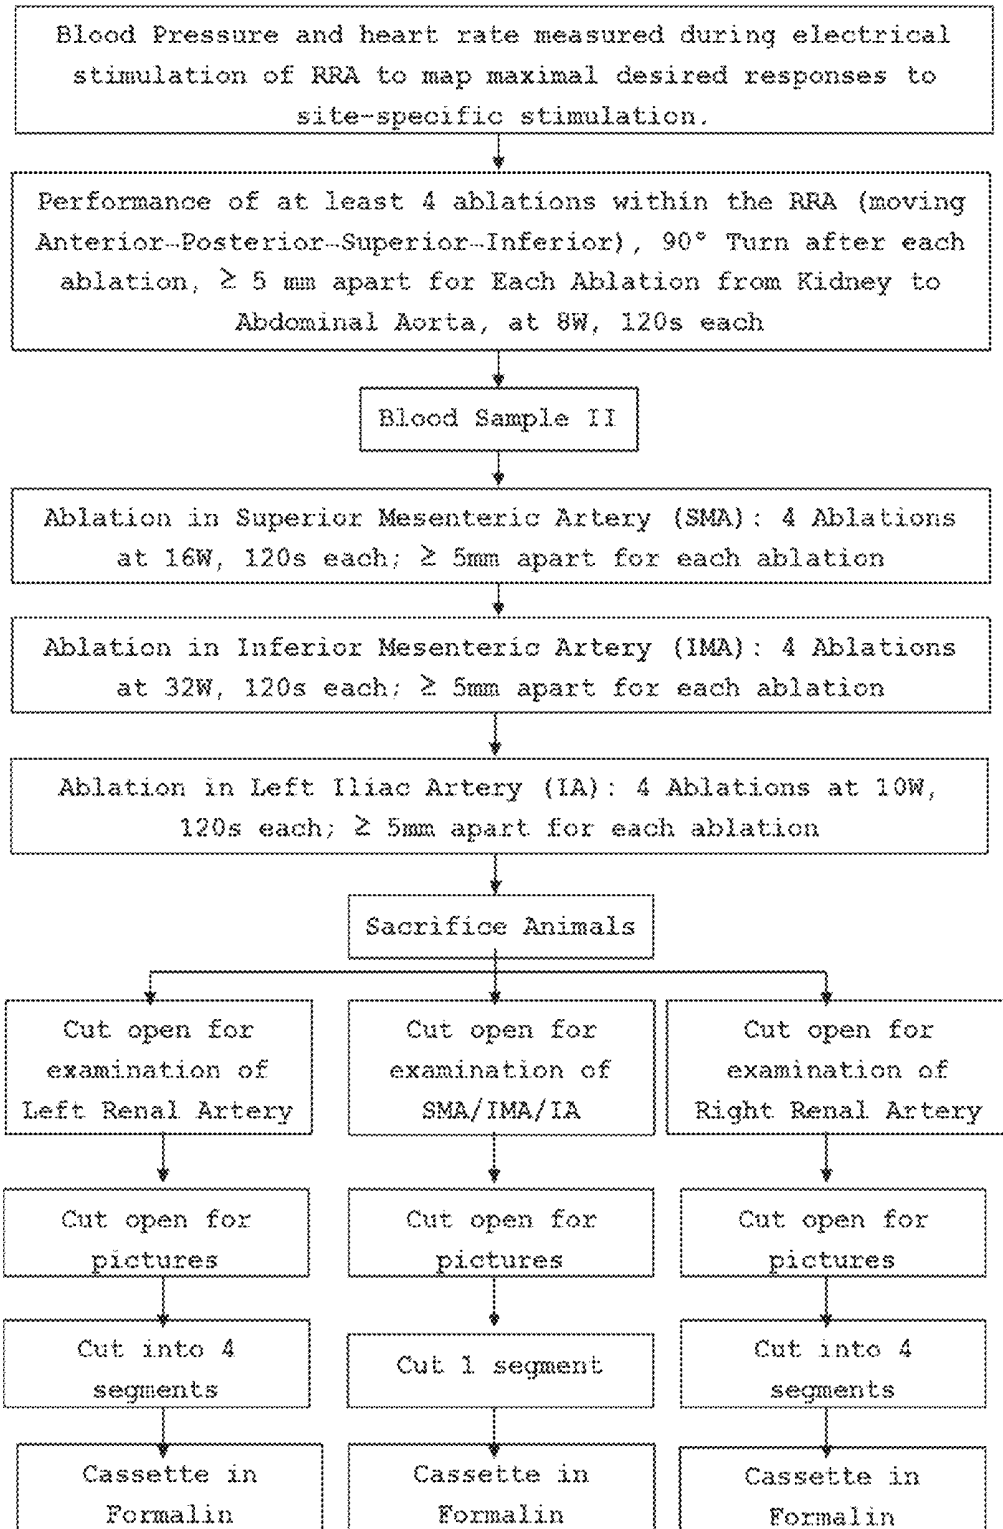 Blood Pressure and heart rate measured during electrical
stimulation of RRA to map maximal desired responses to
site-specific stimulation.
Performance of at least 4 ablations within the RRA (moving
Anterior-Posterior-Superior-Inferior), 90° Turn after each
ablation, ≥ 5 mm apart for Each Ablation from Kidney to
Abdominal Aorta, at 8W, 120s each
Blood Sample II
Ablation in Superior Mesenteric Artery (SMA): 4 Ablations
at 16W, 120s each; ≥ 5mm apart for each ablation
Ablation in Inferior Mesenteric Artery (IMA): 4 Ablations
at 32W, 120s each; ≥ 5mm apart for each ablation
Ablation in Left Iliac Artery (IA): 4 Ablations at 10W,
120s each; ≥ 5mm apart for each ablation
Sacrifice Animals
Cut open for
examination of
Left Renal Artery
Cut open for
examination of
SMA/IMA/IA
Cut open for
examination of
Right Renal Artery
Cut open for
pictures
Cut open for
pictures
Cut open for
pictures
Cut into 4
segments
Cut 1 segment
Cut into 4
segments
Cassette in
Formalin
Cassette in
Formalin
Cassette in
Formalin